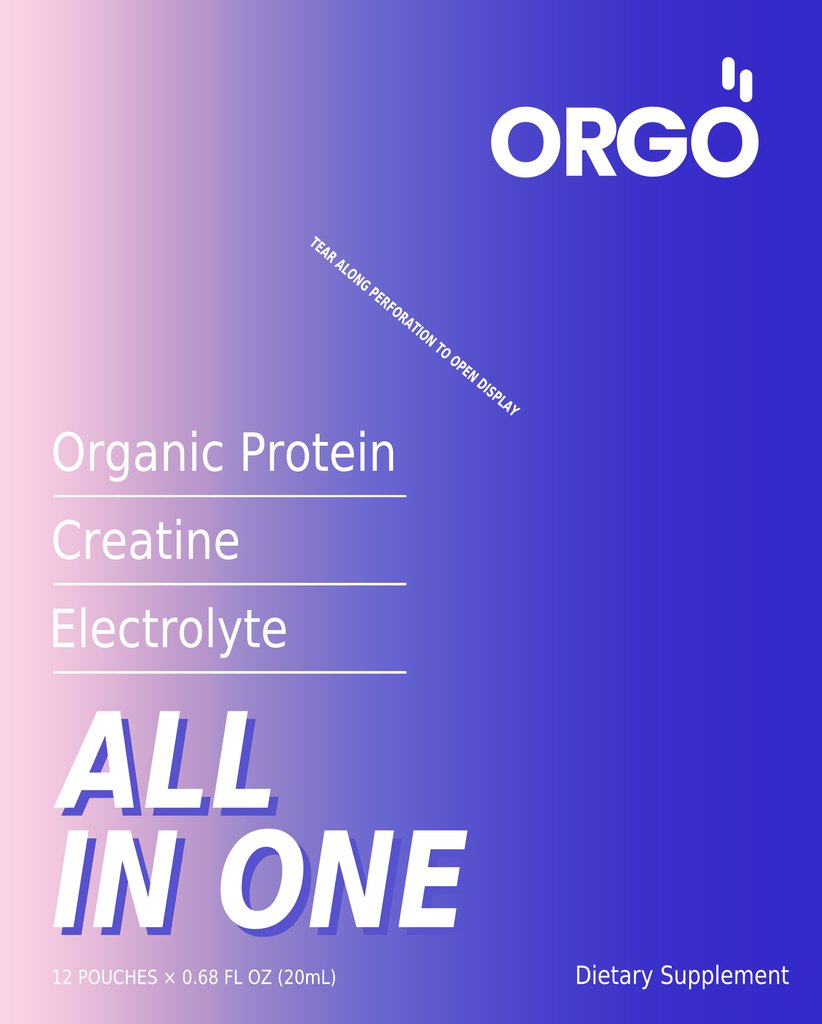 ORGO
TEAR ALONG PERFORATION TO OPEN DISPLAY
Organic Protein
Creatine
Electrolyte
ALL
IN ONE
12 POUCHES × 0.68 FL OZ (20mL)
Dietary Supplement